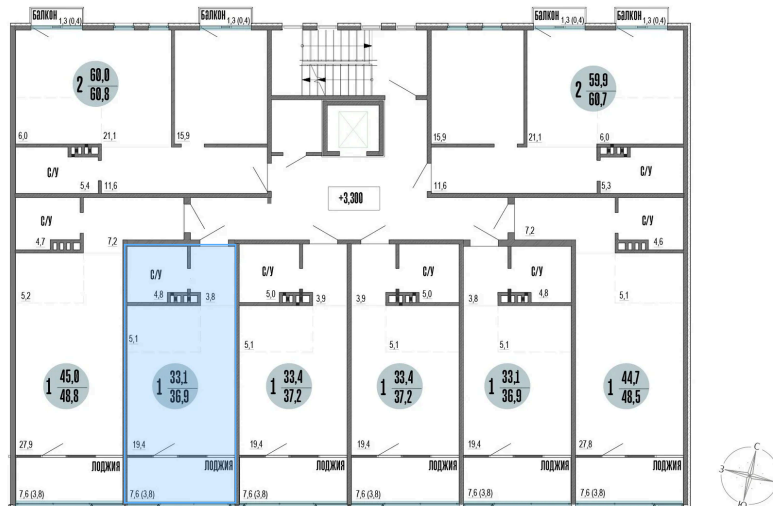 балкон 1,3 (0,4)
балкон 1,3 (0,4)
балкон 1,3 (0,4)
балкон 1,3 (0,4)
2 60,0
60,8
2 59,9
60,7
6,0 21,1 15,9
15,9 21,1 6,0
С/У
5,4 11,6
11,6 5,3
С/У
+3,300
С/У
4,7 7,2
7,2 4,6
С/У
С/У
4,8 3,8
С/У
5,0 3,9
С/У
3,9 5,0
С/У
3,8 4,8
5,2
5,1
5,1
5,1
5,1
5,1
1 45,0
48,8
1 33,1
36,9
1 33,4
37,2
1 33,4
37,2
1 33,1
36,9
1 44,7
48,5
27,9
19,4
19,4
19,4
19,4
27,8
ЛОДЖИЯ
7,6 (3,8)
ЛОДЖИЯ
7,6 (3,8)
ЛОДЖИЯ
7,6 (3,8)
ЛОДЖИЯ
7,6 (3,8)
ЛОДЖИЯ
7,6 (3,8)
ЛОДЖИЯ
7,6 (3,8)
С
З
Ю